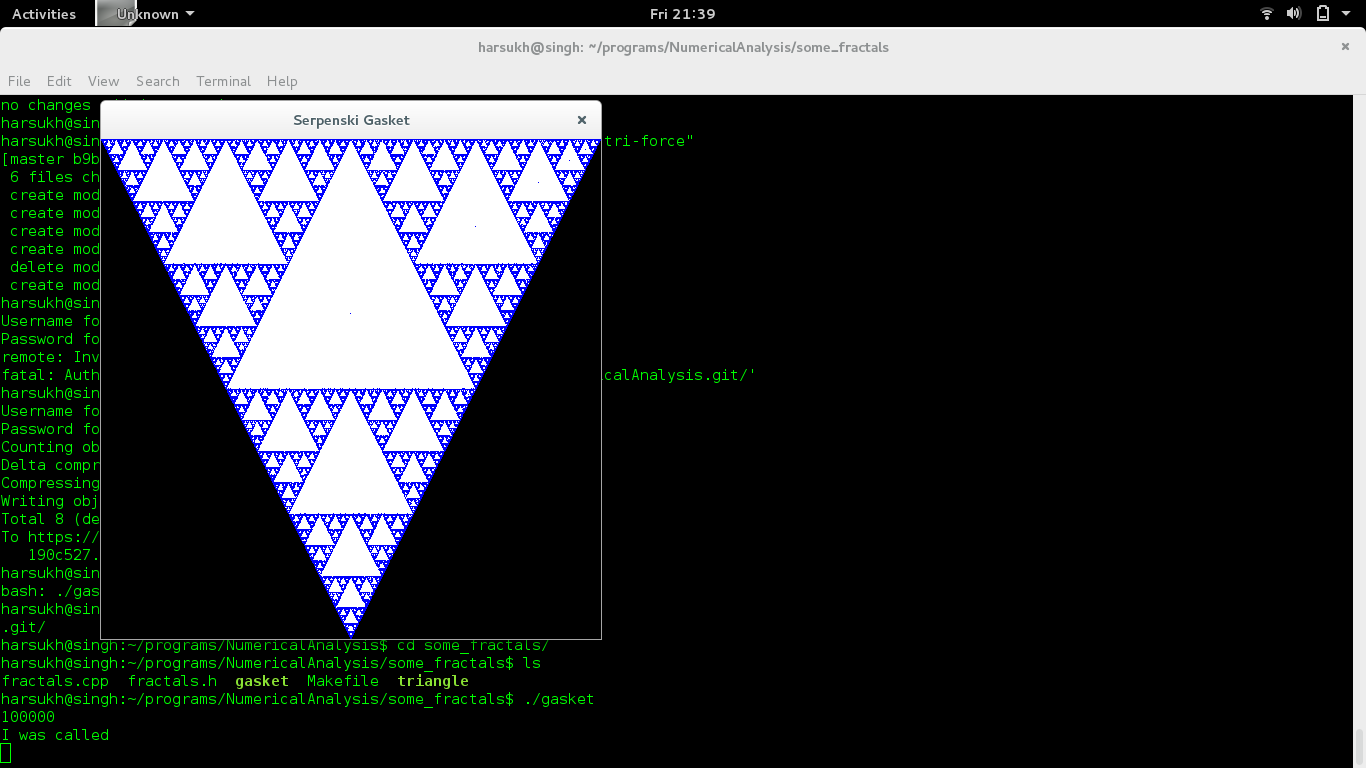 Activities Unknown Fri 21:39
harsukh@singh: ~/programs/NumericalAnalysis/some_fractals ×
File Edit View Search Terminal Help
no changes
Serpenski Gasket ×
harsukh@sin
harsukh@sin tri-force"
[master b9b
6 files ch
create mod
create mod
create mod
create mod
delete mod
create mod
harsukh@sin
Username fo
Password fo
remote: Inv
fatal: Auth icalAnalysis.git/'
harsukh@sin
Username fo
Password fo
Counting ob
Delta compr
Compressing
Writing obj
Total 8 (de
To https://
190c527.
harsukh@sin
bash: ./gas
harsukh@sin
.git/
harsukh@singh:~/programs/NumericalAnalysis$ cd some_fractals/
harsukh@singh:~/programs/NumericalAnalysis/some_fractals$ ls
fractals.cpp fractals.h gasket Makefile triangle
harsukh@singh:~/programs/NumericalAnalysis/some_fractals$ ./gasket
100000
I was called